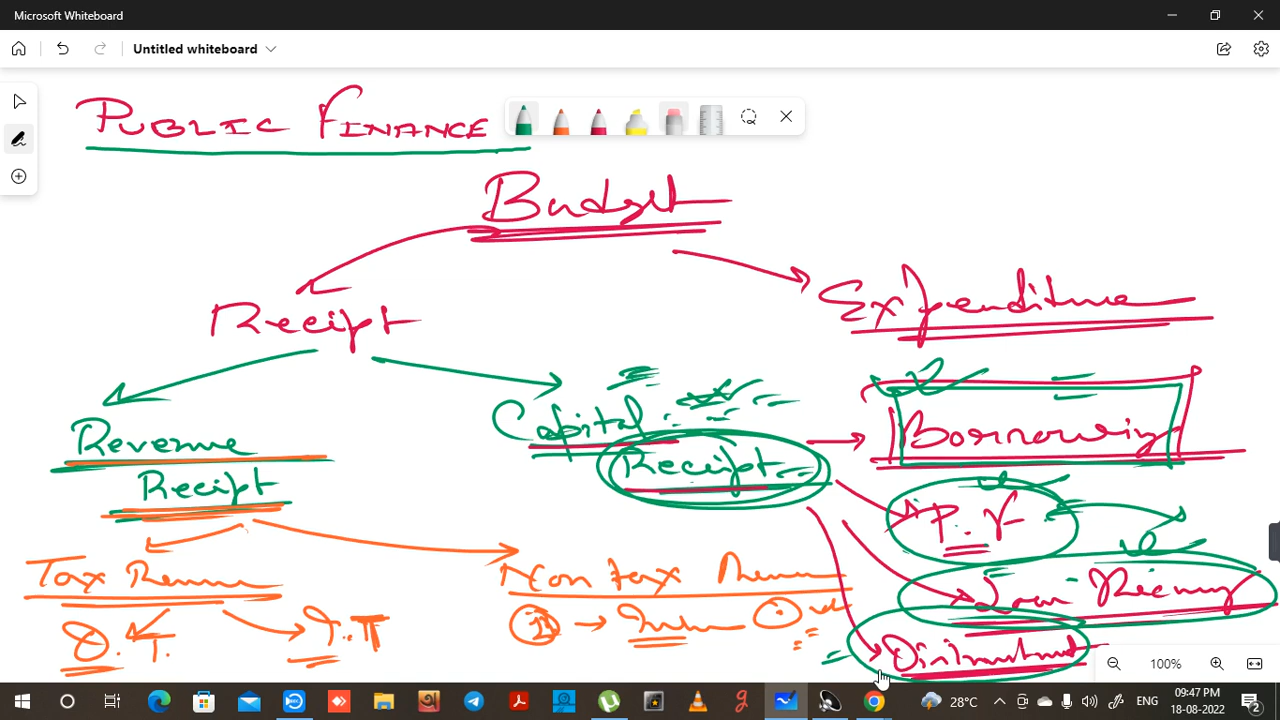 Microsoft Whiteboard
Untitled whiteboard
PUBLIC FINANCE
Budget
Receipt
Expenditure
Revenue
Receipt
Capital
Receipt
Borrowing
P.F
Tax Revenue
Non tax Revenue
D.T.
I.T
Loan Recovery
Disinvestment
100%
28°C
ENG
09:47 PM
18-08-2022
2